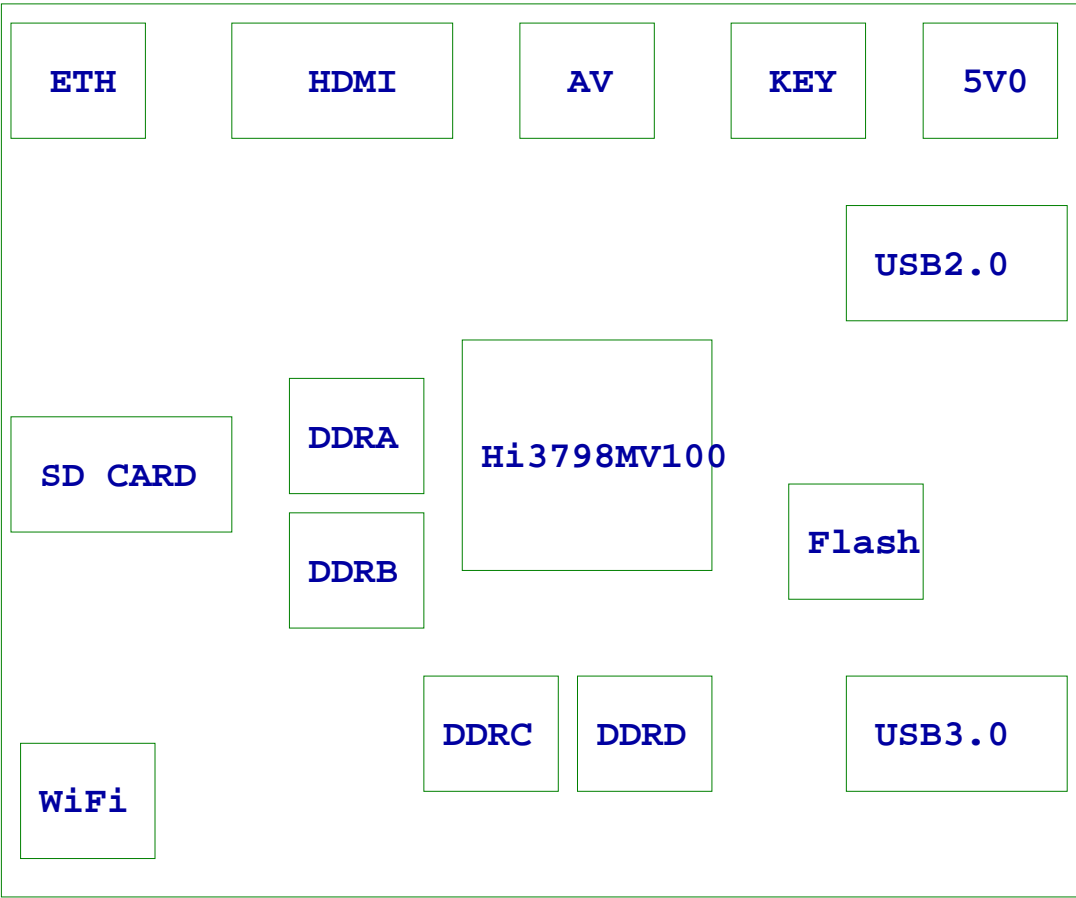 ETH
HDMI
AV
KEY
5V0
USB2.0
DDRA
Hi3798MV100
SD CARD
Flash
DDRB
DDRC
DDRD
USB3.0
WiFi